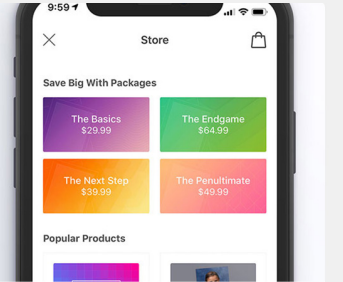 9:59
Store
Save Big With Packages
The Basics
$29.99
The Endgame
$64.99
The Next Step
$39.99
The Penultimate
$49.99
Popular Products